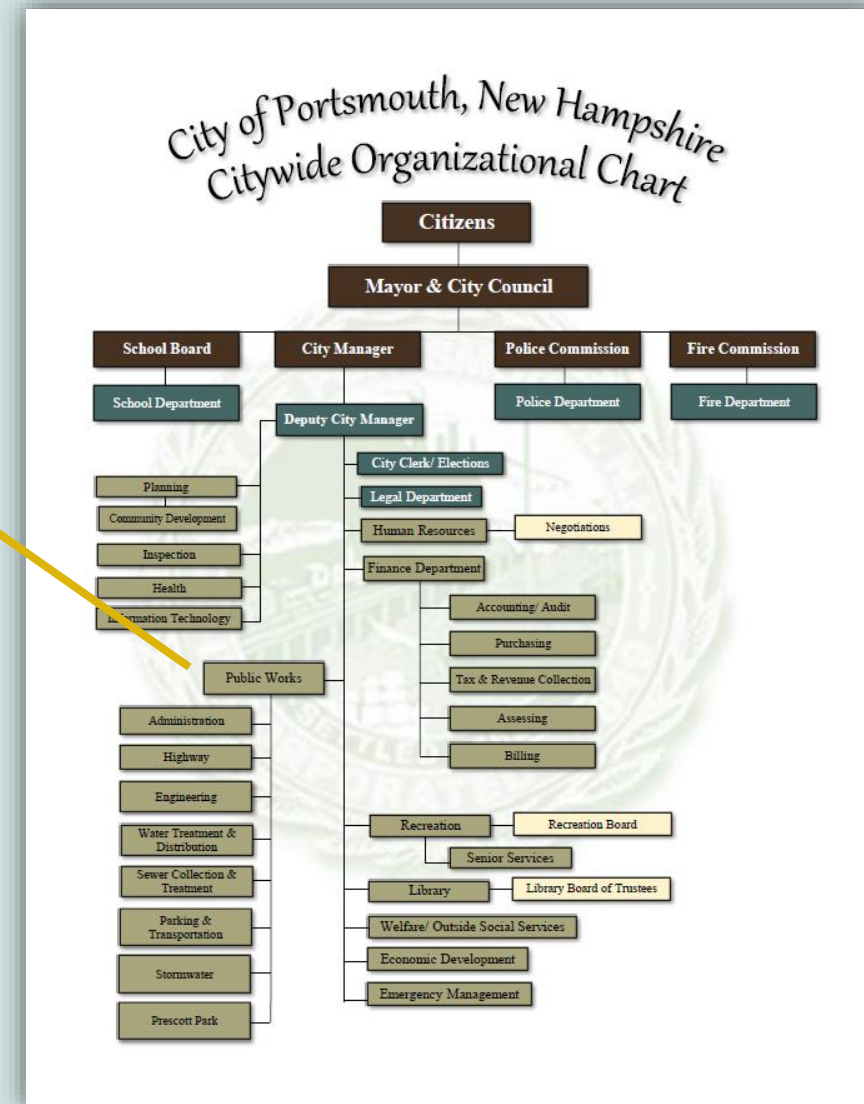 City of Portsmouth, New Hampshire
Citywide Organizational Chart
Citizens
Mayor & City Council
School Board
City Manager
Police Commission
Fire Commission
School Department
Deputy City Manager
Police Department
Fire Department
City Clerk/ Elections
Legal Department
Planning
Community Development
Inspection
Health
Information Technology
Human Resources
Negotiations
Finance Department
Accounting/ Audit
Purchasing
Tax & Revenue Collection
Assessing
Billing
Public Works
Administration
Highway
Engineering
Water Treatment &
Distribution
Sewer Collection &
Treatment
Parking &
Transportation
Stormwater
Prescott Park
Recreation
Recreation Board
Senior Services
Library
Library Board of Trustees
Welfare/ Outside Social Services
Economic Development
Emergency Management